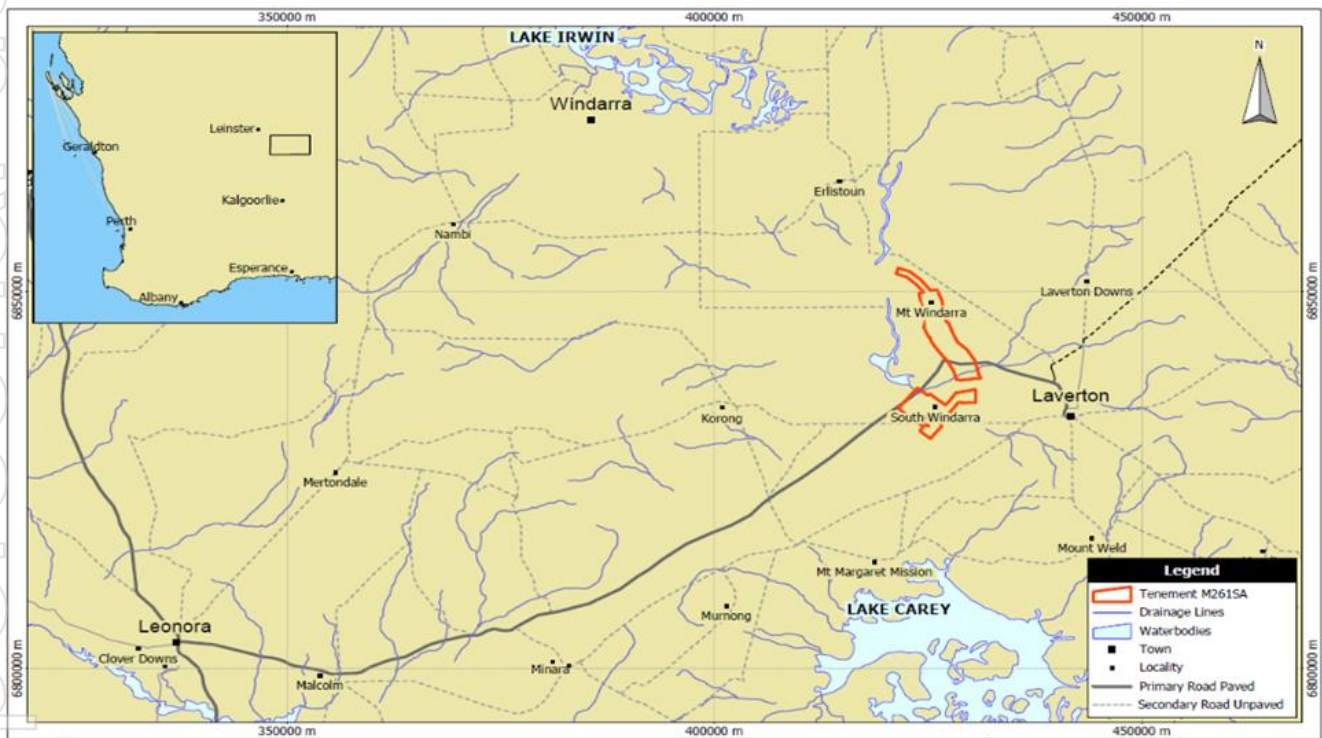 350000 m
400000 m
450000 m
LAKE IRWIN
N
Windarra
Leinster
Geraldton
Erlistoun
Kalgoorlie
Perth
Nambi
Esperance
Albany
6850000 m
6850000 m
Laverton Downs
Mt Windarra
Laverton
Korong
South Windarra
Mertondale
Mount Weld
Mt Margaret Mission
Legend
Tenement M261SA
Drainage Lines
Waterbodies
Town
Locality
Primary Road Paved
Secondary Road Unpaved
LAKE CAREY
Murnong
Leonora
Clover Downs
Minara
Malcolm
6800000 m
6800000 m
350000 m
400000 m
450000 m